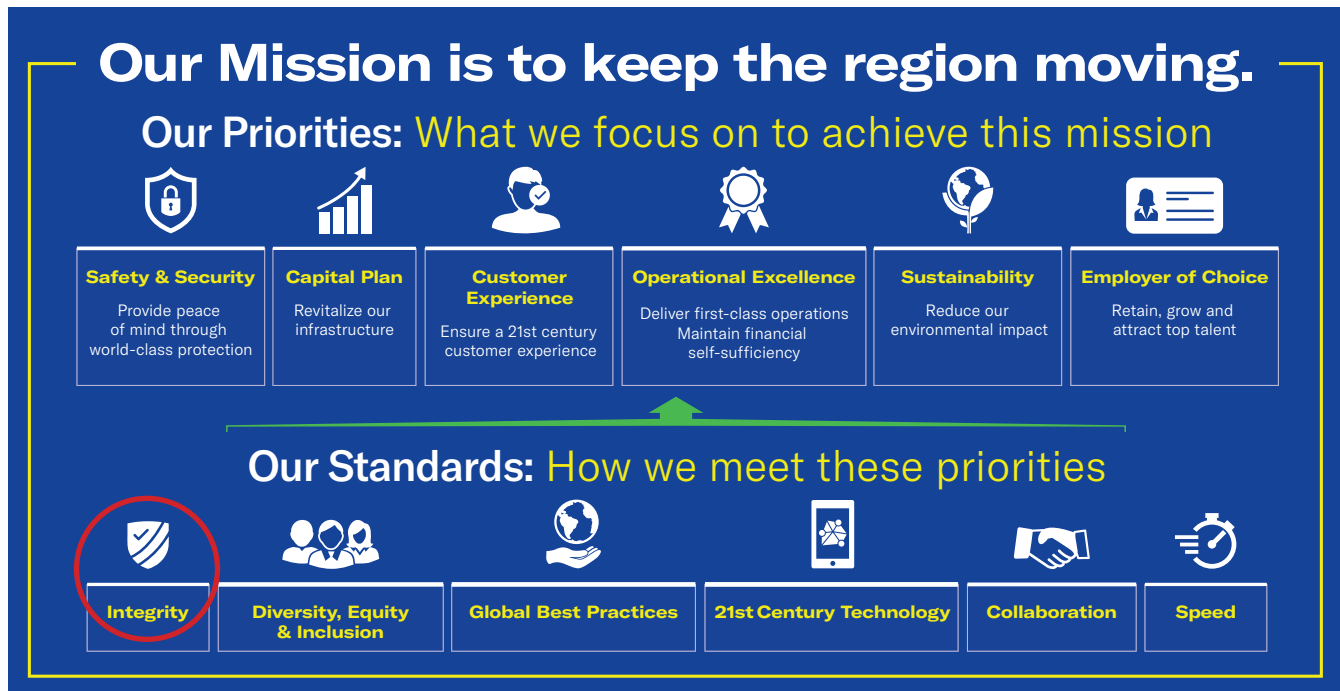 Our Mission is to keep the region moving.
Our Priorities: What we focus on to achieve this mission
Safety & Security
Provide peace
of mind through
world-class protection
Capital Plan
Revitalize our
infrastructure
Customer
Experience
Ensure a 21st century
customer experience
Operational Excellence
Deliver first-class operations
Maintain financial
self-sufficiency
Sustainability
Reduce our
environmental impact
Employer of Choice
Retain, grow and
attract top talent
Our Standards: How we meet these priorities
Integrity
Diversity, Equity
& Inclusion
Global Best Practices
21st Century Technology
Collaboration
Speed